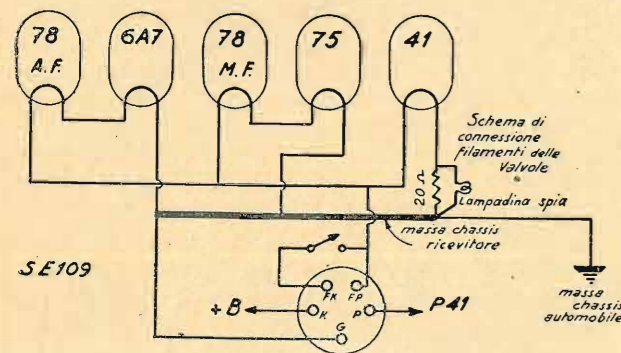 78
A.F.
6A7
78
M.F.
75
41
Schema di
connessione
filamenti delle
Valvole
20 Ω
Lampadina spia
massa chassis
ricevitore
SE109
FK
FP
+B
K
P
P41
G
massa
chassis
automobile